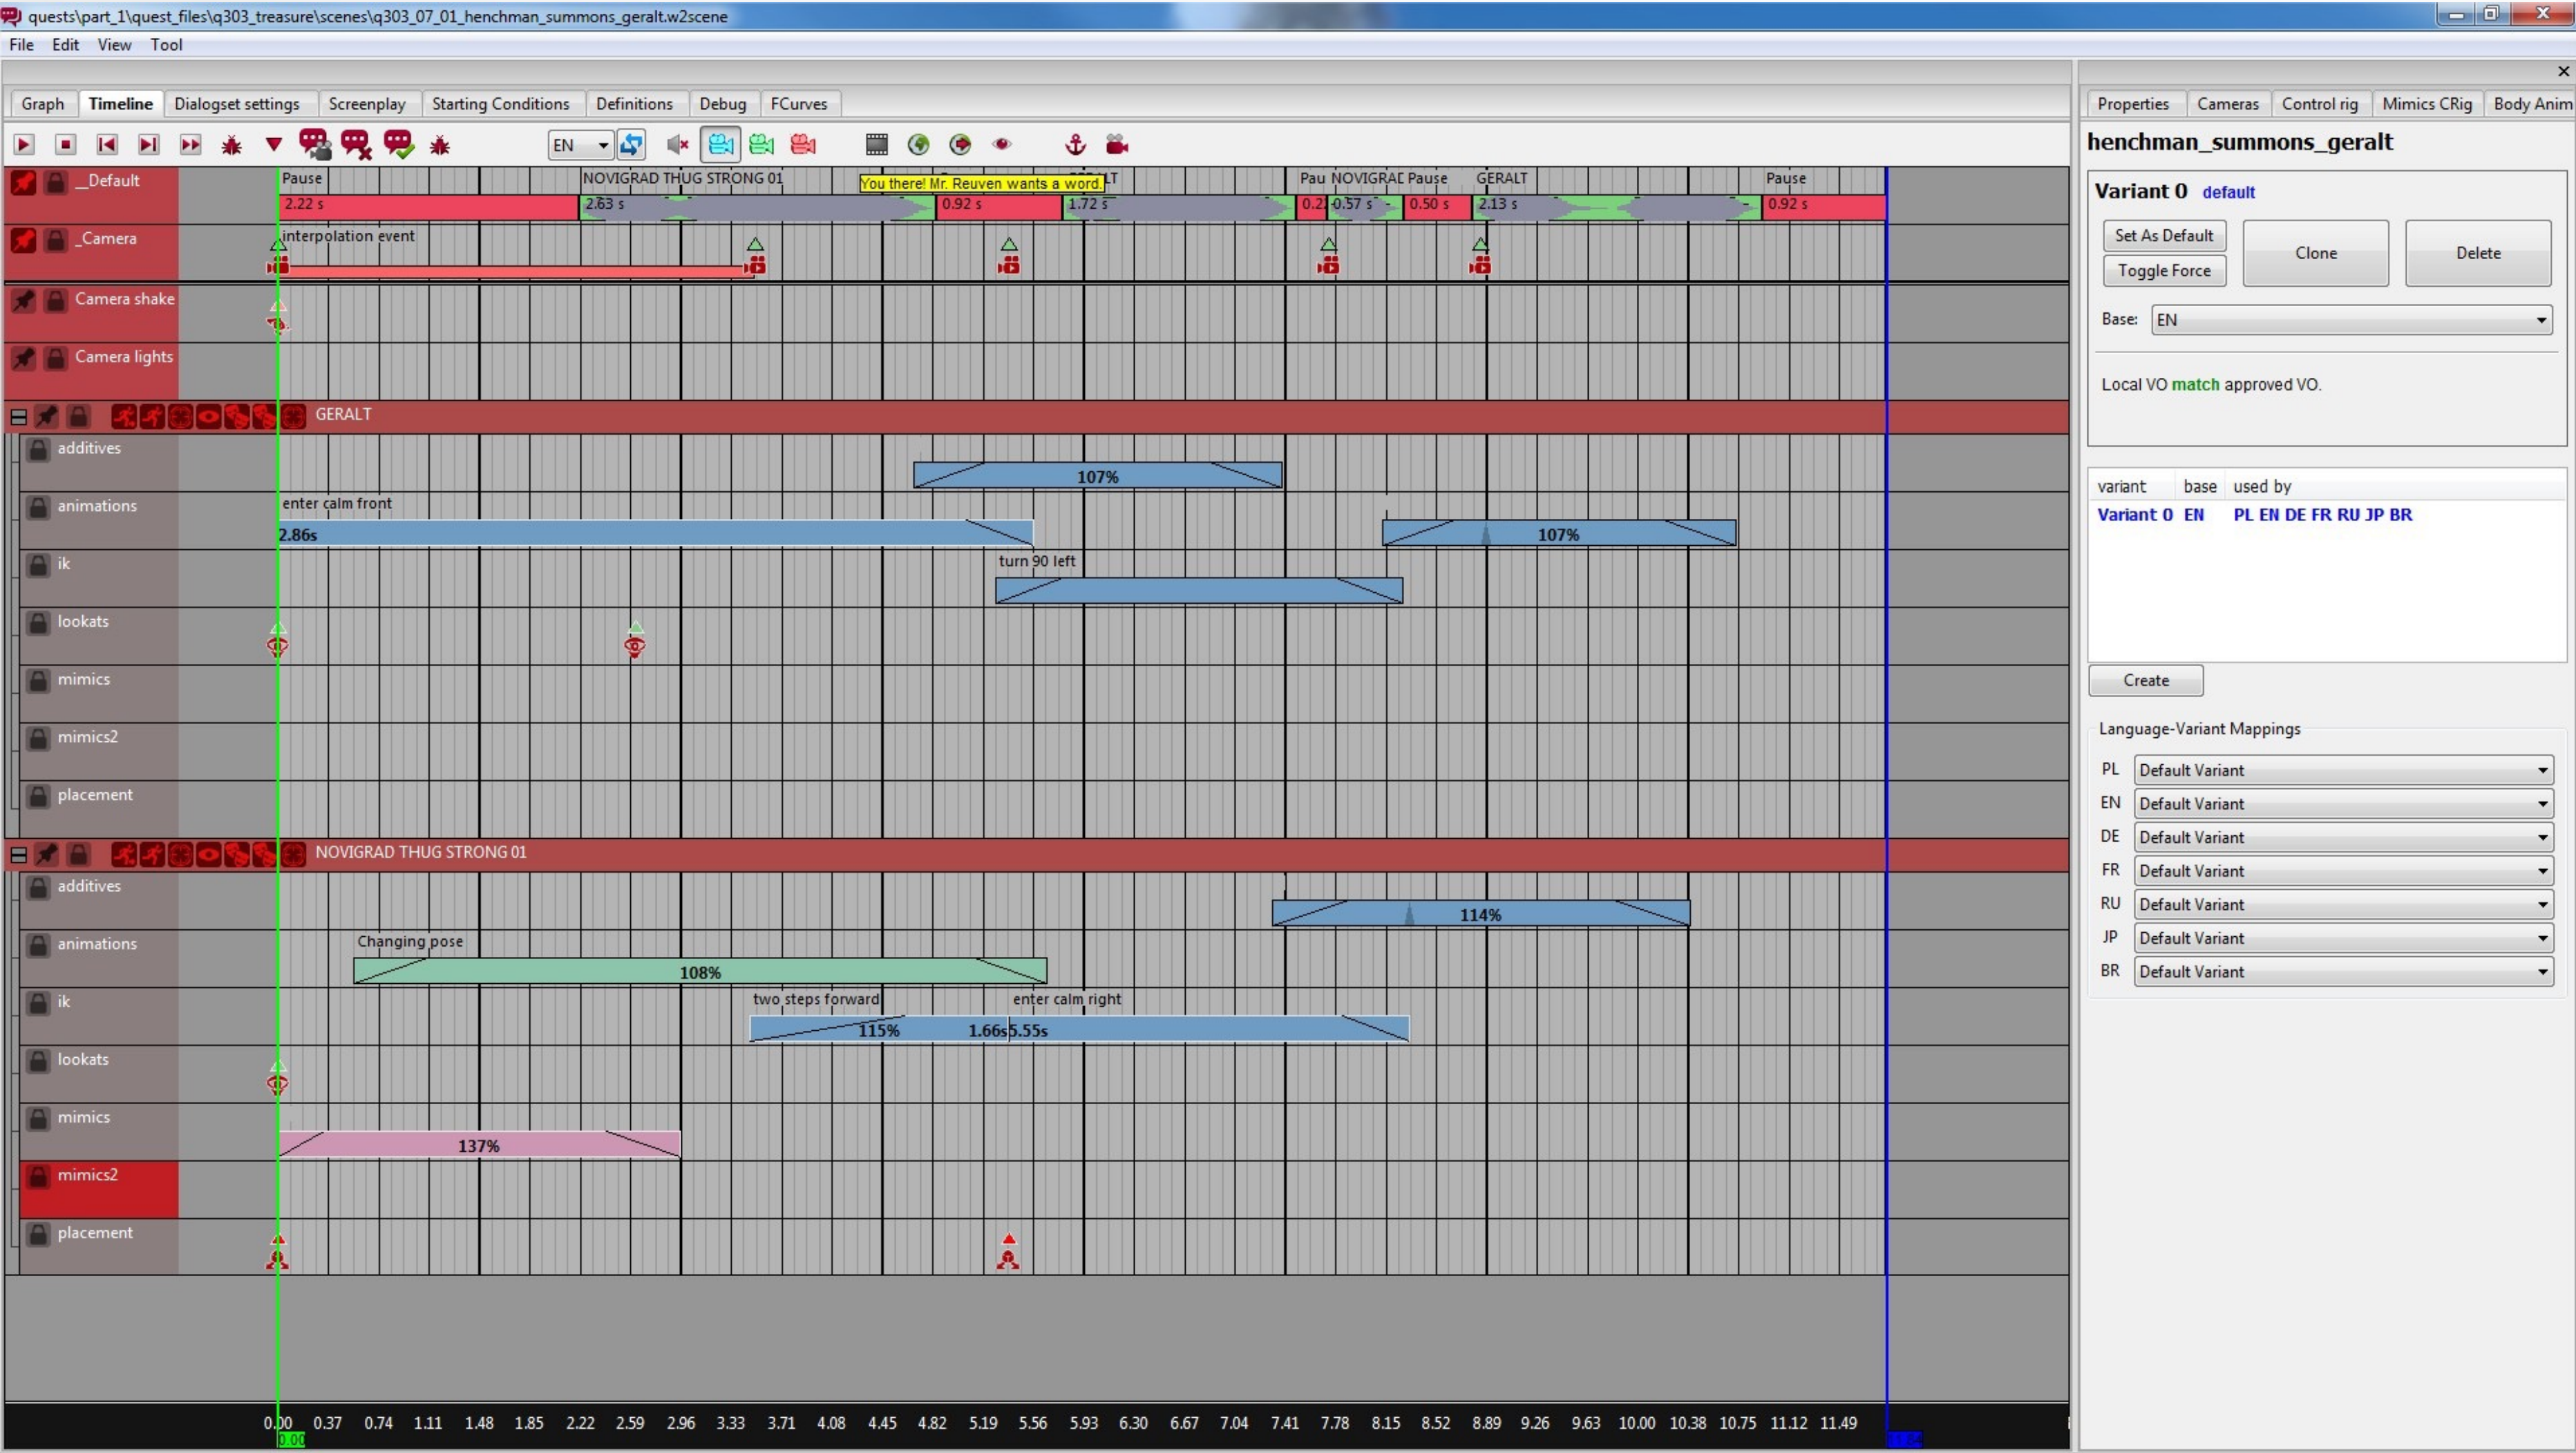 quests\part_1\quest_files\q303_treasure\scenes\q303_07_01_henchman_summons_geralt.w2scene
File Edit View Tool
Graph Timeline Dialogset settings Screenplay Starting Conditions Definitions Debug FCurves
EN
__Default
Pause NOVIGRAD THUG STRONG 01 You there! Mr. Reuven wants a word. LT Pau NOVIGRAD Pause GERALT Pause
2.22 s 2.63 s 0.92 s 1.72 s 0.2 0.57 s 0.50 s 2.13 s 0.92 s
_Camera
interpolation event
Camera shake
Camera lights
GERALT
additives
107%
animations
enter calm front
2.86s
107%
ik
turn 90 left
lookats
mimics
mimics2
placement
NOVIGRAD THUG STRONG 01
additives
114%
animations
Changing pose
108%
ik
two steps forward enter calm right
115% 1.66s 5.55s
lookats
mimics
137%
mimics2
placement
0.00 0.37 0.74 1.11 1.48 1.85 2.22 2.59 2.96 3.33 3.71 4.08 4.45 4.82 5.19 5.56 5.93 6.30 6.67 7.04 7.41 7.78 8.15 8.52 8.89 9.26 9.63 10.00 10.38 10.75 11.12 11.49
0.00
Properties Cameras Control rig Mimics CRig Body Anim
henchman_summons_geralt
Variant 0 default
Set As Default
Toggle Force
Clone
Delete
Base: EN
Local VO match approved VO.
variant base used by
Variant 0 EN PL EN DE FR RU JP BR
Create
Language-Variant Mappings
PL Default Variant
EN Default Variant
DE Default Variant
FR Default Variant
RU Default Variant
JP Default Variant
BR Default Variant